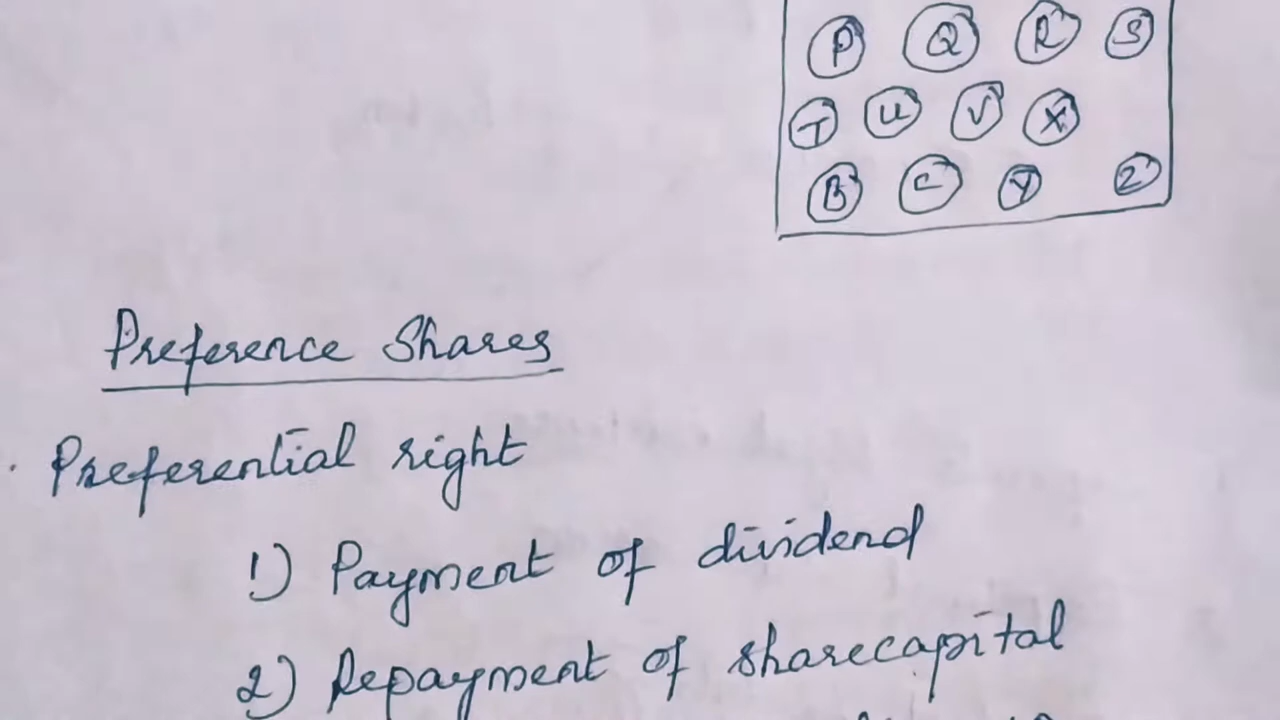 P Q R S
T U V X
B C Y Z
Preference Shares
Preferential right
1) Payment of dividend
2) Repayment of sharecapital